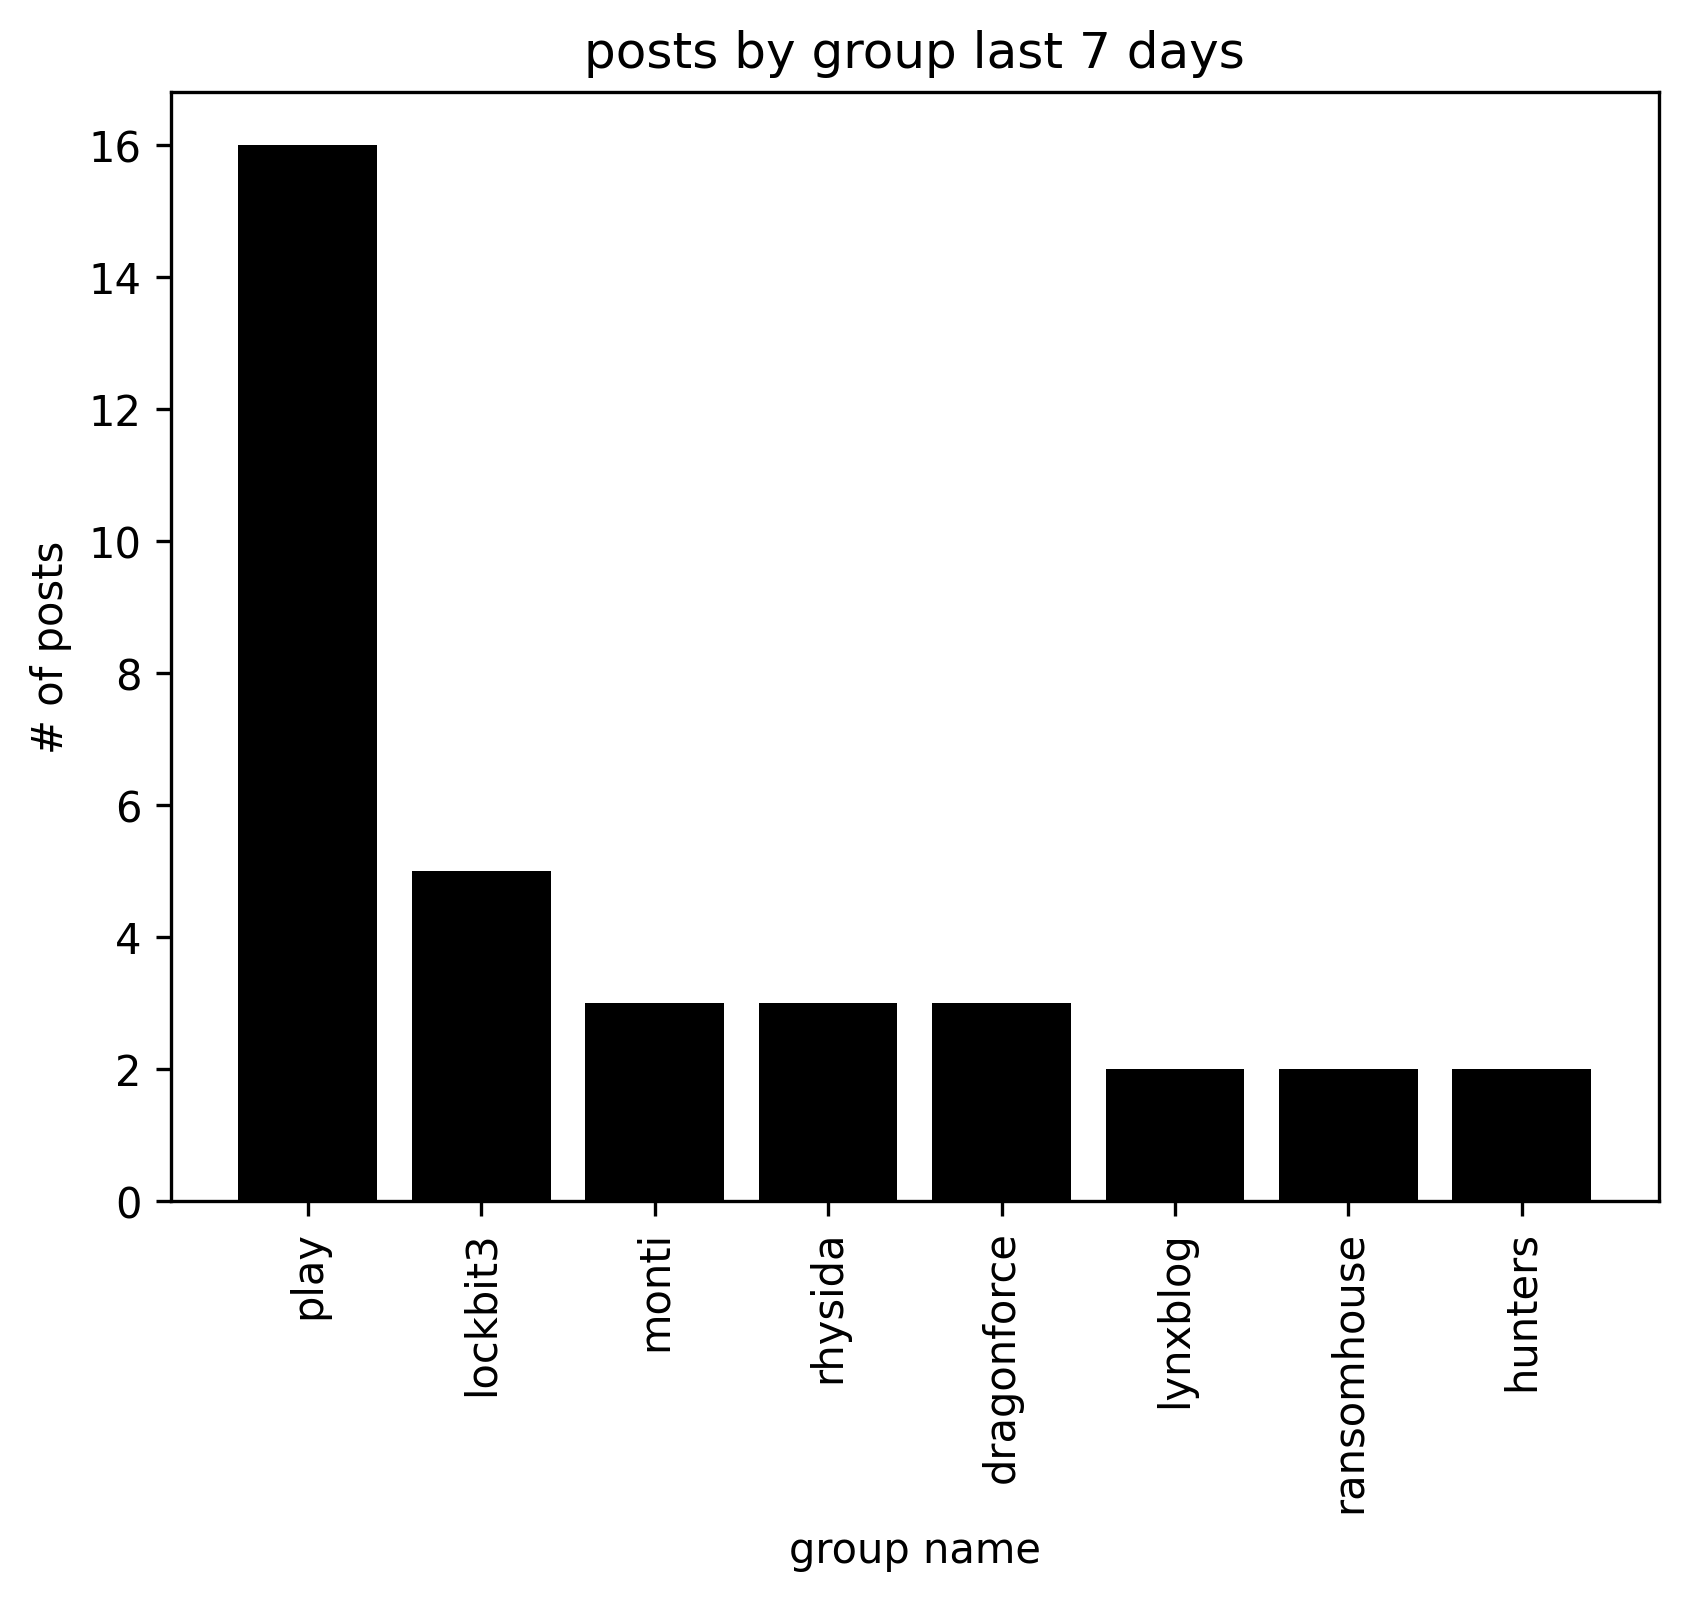 posts by group last 7 days
# of posts
16
14
12
10
8
6
4
2
0
play
lockbit3
monti
rhysida
dragonforce
lynxblog
ransomhouse
hunters
group name